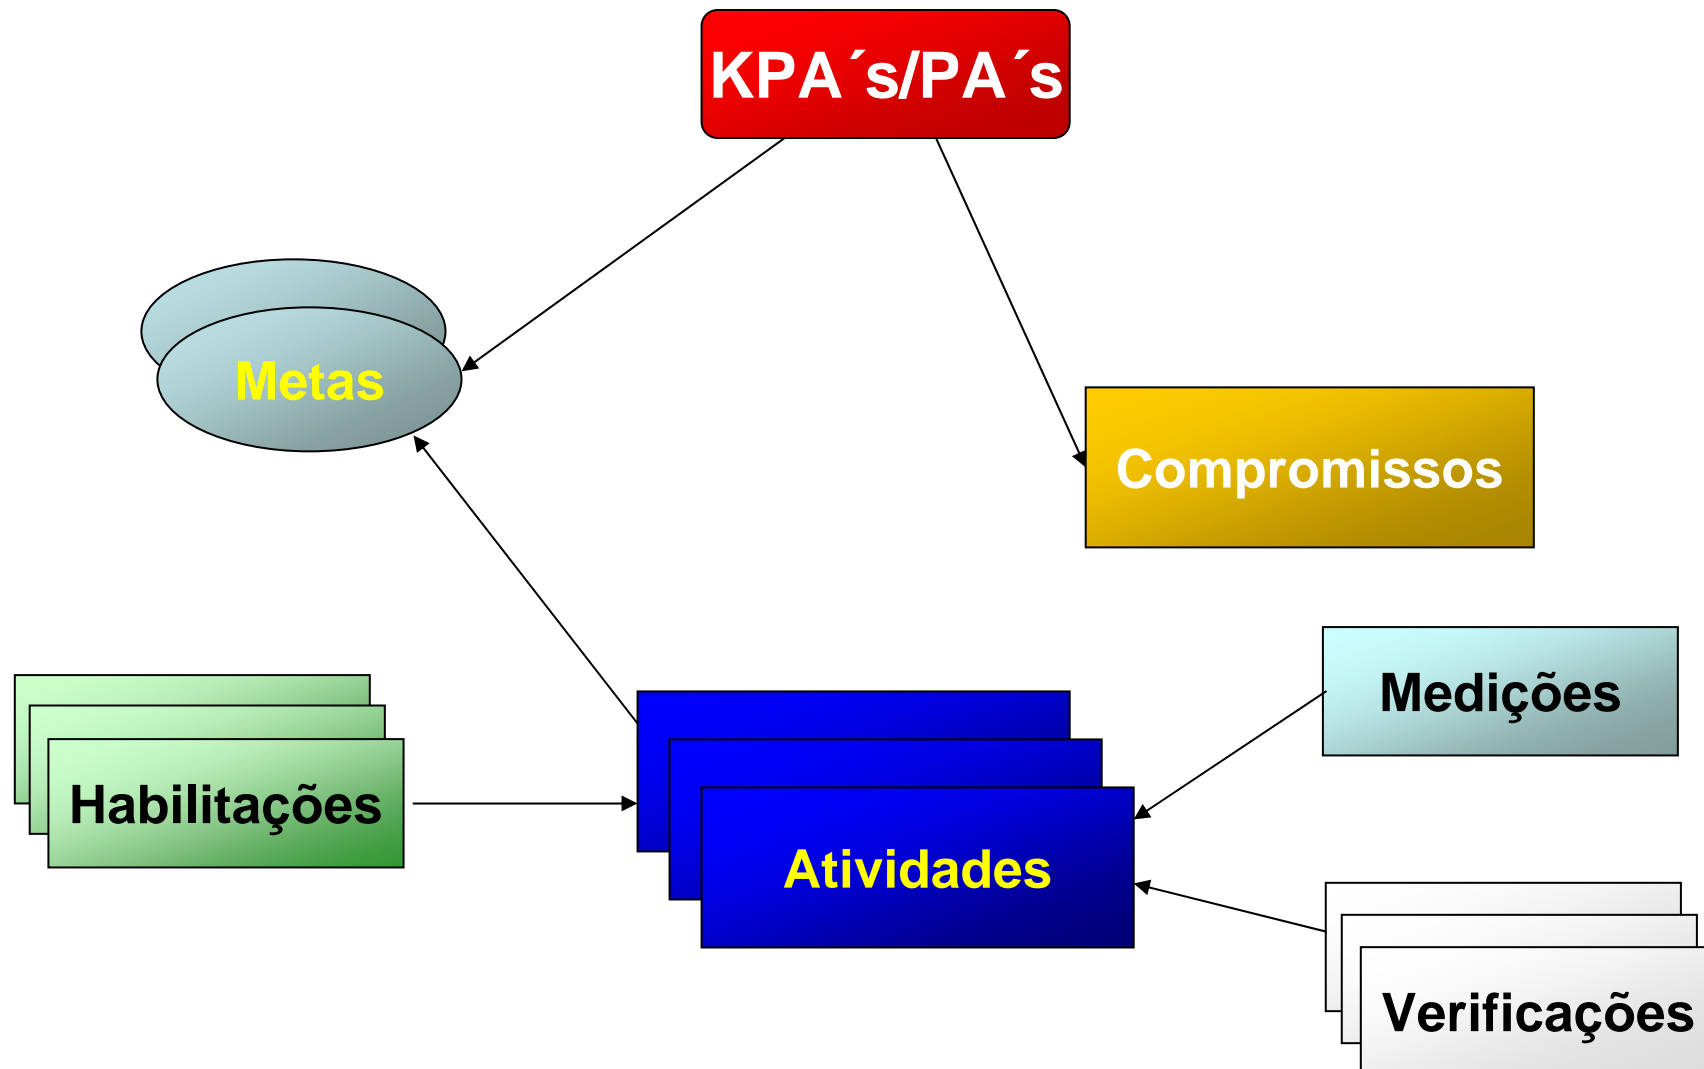 KPA´s/PA´s
Metas
Compromissos
Medições
Habilitações
Atividades
Verificações